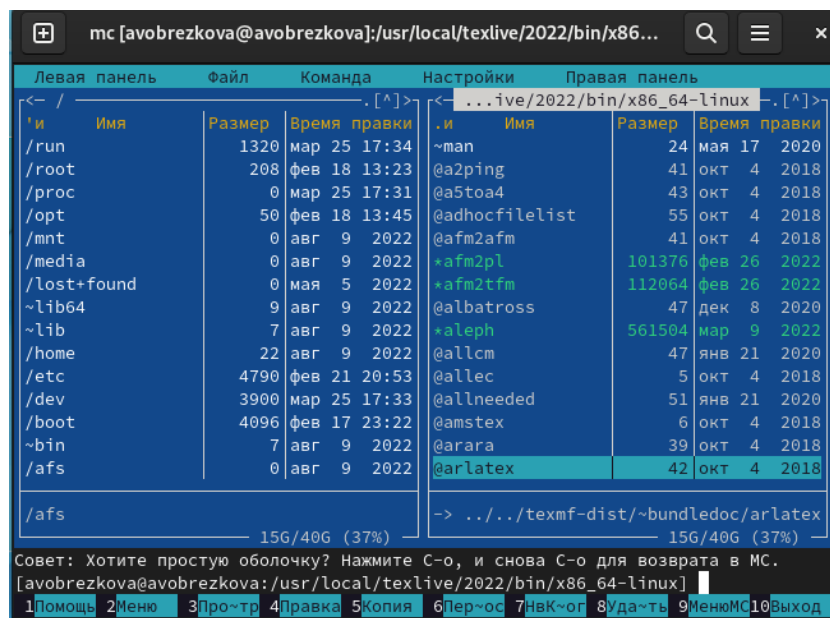 mc [avobrezkova@avobrezkova]:/usr/local/texlive/2022/bin/x86...
Левая панель Файл Команда Настройки Правая панель
<- / .[^]> <- ...ive/2022/bin/x86_64-linux .[^]>
'и Имя Размер Время правки .и Имя Размер Время правки
/run 1320 мар 25 17:34 ~man 24 мая 17 2020
/root 208 фев 18 13:23 @a2ping 41 окт 4 2018
/proc 0 мар 25 17:31 @a5toa4 43 окт 4 2018
/opt 50 фев 18 13:45 @adhocfilelist 55 окт 4 2018
/mnt 0 авг 9 2022 @afm2afm 41 окт 4 2018
/media 0 авг 9 2022 *afm2pl 101376 фев 26 2022
/lost+found 0 мая 5 2022 *afm2tfm 112064 фев 26 2022
~lib64 9 авг 9 2022 @albatross 47 дек 8 2020
~lib 7 авг 9 2022 *aleph 561504 мар 9 2022
/home 22 авг 9 2022 @allcm 47 янв 21 2020
/etc 4790 фев 21 20:53 @allec 5 окт 4 2018
/dev 3900 мар 25 17:33 @allneeded 51 янв 21 2020
/boot 4096 фев 17 23:22 @amstex 6 окт 4 2018
~bin 7 авг 9 2022 @arara 39 окт 4 2018
/afs 0 авг 9 2022 @arlatex 42 окт 4 2018
/afs -> ../../texmf-dist/~bundledoc/arlatex
15G/40G (37%) 15G/40G (37%)
Совет: Хотите простую оболочку? Нажмите C-o, и снова C-o для возврата в MC.
[avobrezkova@avobrezkova:/usr/local/texlive/2022/bin/x86_64-linux]
1Помощь 2Меню 3Про~тр 4Правка 5Копия 6Пер~ос 7НвК~ог 8Уда~ть 9МенюMC10Выход